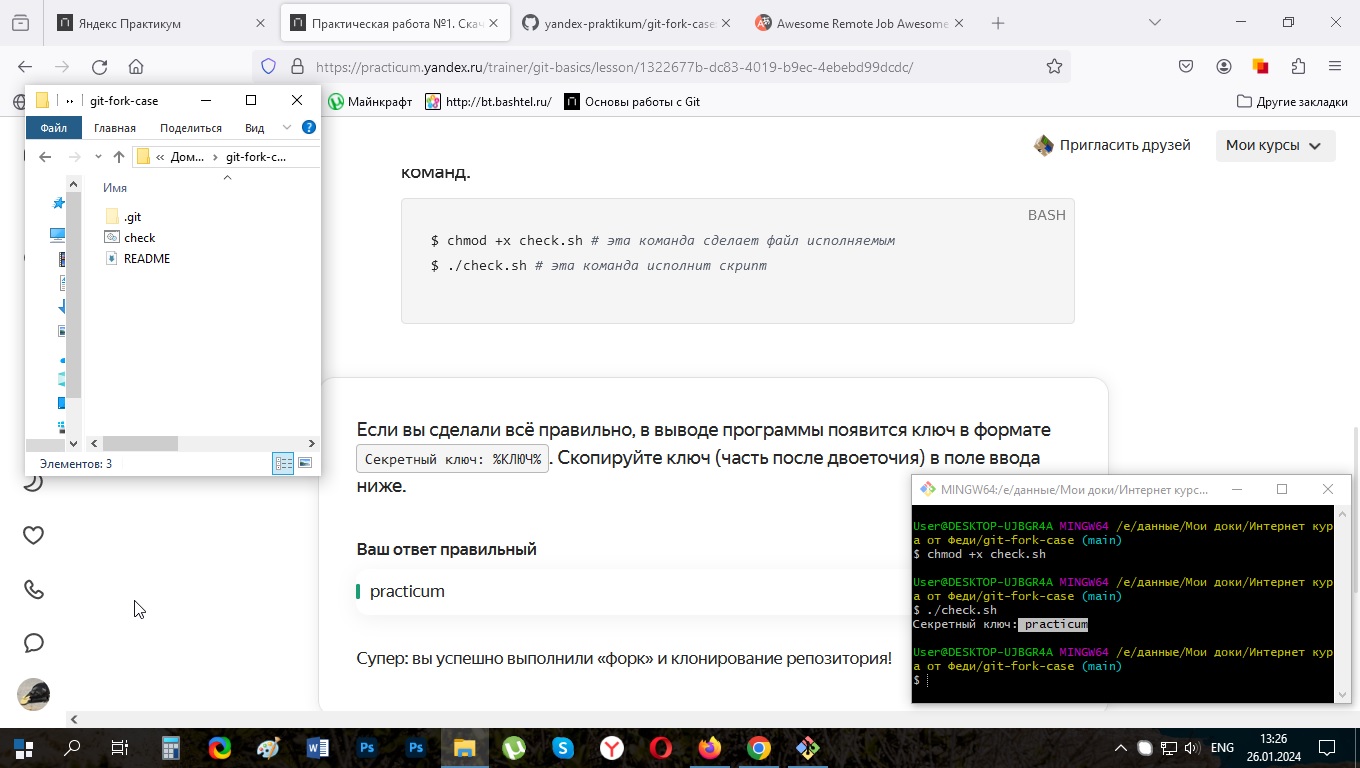 Яндекс Практикум
Практическая работа №1. Скач
yandex-praktikum/git-fork-case
Awesome Remote Job Awesome
https://practicum.yandex.ru/trainer/git-basics/lesson/1322677b-dc83-4019-b9ec-4ebebd99dcdc/
Майнкрафт
http://bt.bashtel.ru/
Основы работы с Git
Другие закладки
git-fork-case
Файл
Главная
Поделиться
Вид
« Дом... › git-fork-c...
Имя
.git
check
README
Элементов: 3
Пригласить друзей
Мои курсы
команд.
BASH
$ chmod +x check.sh # эта команда сделает файл исполняемым
$ ./check.sh # эта команда исполнит скрипт
Если вы сделали всё правильно, в выводе программы появится ключ в формате
Секретный ключ: %КЛЮЧ% . Скопируйте ключ (часть после двоеточия) в поле ввода
ниже.
Ваш ответ правильный
practicum
Супер: вы успешно выполнили «форк» и клонирование репозитория!
MINGW64:/e/данные/Мои доки/Интернет курс...
User@DESKTOP-UJBGR4A MINGW64 /e/данные/Мои доки/Интернет кур
а от Феди/git-fork-case (main)
$ chmod +x check.sh
User@DESKTOP-UJBGR4A MINGW64 /e/данные/Мои доки/Интернет кур
а от Феди/git-fork-case (main)
$ ./check.sh
Секретный ключ: practicum
User@DESKTOP-UJBGR4A MINGW64 /e/данные/Мои доки/Интернет кур
а от Феди/git-fork-case (main)
$
ENG
13:26
26.01.2024